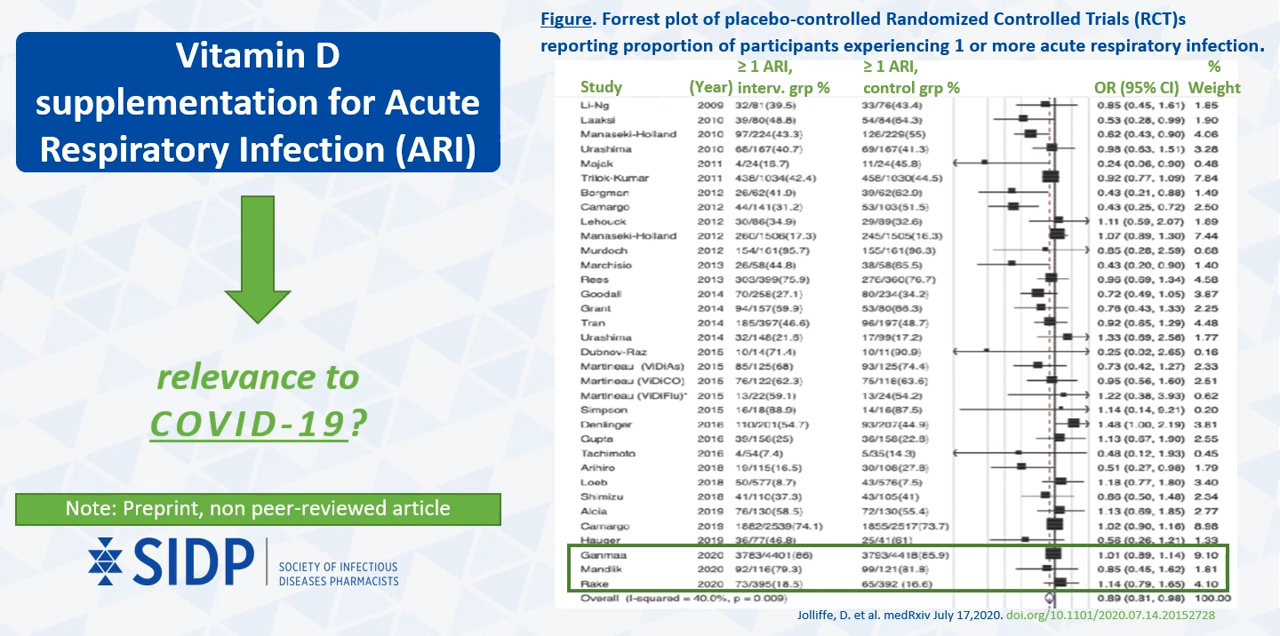 Vitamin D
supplementation for Acute
Respiratory Infection (ARI)
relevance to
COVID-19?
Note: Preprint, non peer-reviewed article
SIDP
SOCIETY OF INFECTIOUS
DISEASES PHARMACISTS
Figure. Forrest plot of placebo-controlled Randomized Controlled Trials (RCT)s
reporting proportion of participants experiencing 1 or more acute respiratory infection.
≥ 1 ARI, ≥ 1 ARI, %
Study (Year) interv. grp % control grp % OR (95% CI) Weight
Li-Ng 2009 32/81(39.5) 33/76(43.4) 0.85 (0.45, 1.61) 1.85
Laaksi 2010 39/80(48.8) 54/84(64.3) 0.53 (0.28, 0.99) 1.90
Manaseki-Holland 2010 97/224(43.3) 126/229(55) 0.62 (0.43, 0.90) 4.06
Urashima 2010 68/167(40.7) 69/167(41.3) 0.98 (0.63, 1.51) 3.28
Majak 2011 4/24(16.7) 11/24(45.8) 0.24 (0.06, 0.90) 0.48
Trilok-Kumar 2011 438/1034(42.4) 458/1030(44.5) 0.92 (0.77, 1.09) 7.84
Bergman 2012 26/62(41.9) 39/62(62.9) 0.43 (0.21, 0.88) 1.49
Camargo 2012 44/141(31.2) 53/103(51.5) 0.43 (0.25, 0.72) 2.50
Lehouck 2012 30/86(34.9) 29/89(32.6) 1.11 (0.59, 2.07) 1.89
Manaseki-Holland 2012 260/1506(17.3) 245/1505(16.3) 1.07 (0.89, 1.30) 7.44
Murdoch 2012 154/161(95.7) 155/161(96.3) 0.85 (0.28, 2.59) 0.68
Marchisio 2013 26/58(44.8) 38/58(65.5) 0.43 (0.20, 0.90) 1.40
Rees 2013 303/399(75.9) 276/360(76.7) 0.96 (0.69, 1.34) 4.58
Goodall 2014 70/258(27.1) 80/234(34.2) 0.72 (0.49, 1.05) 3.87
Grant 2014 94/157(59.9) 53/80(66.3) 0.76 (0.43, 1.33) 2.25
Tran 2014 185/397(46.6) 96/197(48.7) 0.92 (0.65, 1.29) 4.48
Urashima 2014 32/148(21.6) 17/99(17.2) 1.33 (0.69, 2.56) 1.77
Dubnov-Raz 2015 10/14(71.4) 10/11(90.9) 0.25 (0.02, 2.65) 0.16
Martineau (ViDiAs) 2015 85/125(68) 93/125(74.4) 0.73 (0.42, 1.27) 2.33
Martineau (ViDiCO) 2015 76/122(62.3) 75/118(63.6) 0.95 (0.56, 1.60) 2.51
Martineau (ViDiFlu)* 2015 13/22(59.1) 13/24(54.2) 1.22 (0.38, 3.93) 0.62
Simpson 2015 16/18(88.9) 14/16(87.5) 1.14 (0.14, 9.21) 0.20
Denlinger 2016 110/201(54.7) 93/207(44.9) 1.48 (1.00, 2.19) 3.81
Gupta 2016 39/156(25) 36/158(22.8) 1.13 (0.67, 1.90) 2.55
Tachimoto 2016 4/54(7.4) 5/35(14.3) 0.48 (0.12, 1.93) 0.45
Arihiro 2018 19/115(16.5) 30/108(27.8) 0.51 (0.27, 0.98) 1.79
Loeb 2018 50/577(8.7) 43/576(7.5) 1.18 (0.77, 1.80) 3.40
Shimizu 2018 41/110(37.3) 43/105(41) 0.86 (0.50, 1.48) 2.34
Aloia 2019 76/130(58.5) 72/130(55.4) 1.13 (0.69, 1.85) 2.77
Camargo 2019 1882/2539(74.1) 1855/2517(73.7) 1.02 (0.90, 1.16) 8.98
Hauger 2019 36/77(46.8) 25/41(61) 0.56 (0.26, 1.21) 1.33
Ganmaa 2020 3783/4401(86) 3793/4418(85.9) 1.01 (0.89, 1.14) 9.10
Mandlik 2020 92/116(79.3) 99/121(81.8) 0.85 (0.45, 1.62) 1.81
Rake 2020 73/395(18.5) 65/392 (16.6) 1.14 (0.79, 1.65) 4.10
Overall (I-squared = 40.0%, p = 0.009) 0.89 (0.81, 0.98) 100.00
Jolliffe, D. et al. medRxiv July 17,2020. doi.org/10.1101/2020.07.14.20152728